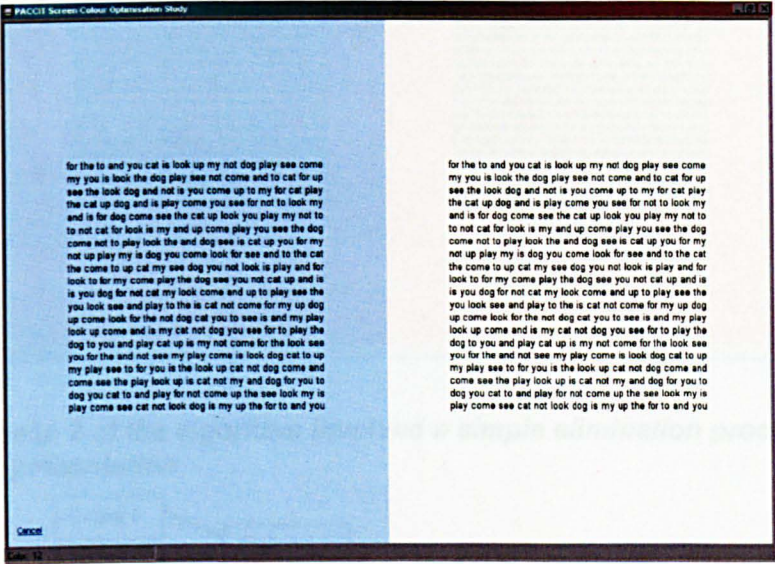 PACCIT Screen Colour Optimisation Study
for the to and you cat is look up my not dog play see come
my you is look the dog play see not come and to cat for up
see the look dog and not is you come up to my for cat play
the cat up dog and is play come you see for not to look my
and is for dog come see the cat up look you play my not to
to not cat for look is my and up come play you see the dog
come not to play look the and dog see is cat up you for my
not up play my is dog you come look for see and to the cat
the come to up cat my see dog you not look is play and for
look to for my come play the dog see you not cat up and is
is you dog for not cat my look come and up to play see the
you look see and play to the is cat not come for my up dog
up come look for the not dog cat you to see is and my play
look up come and is my cat not dog you see for to play the
dog to you and play cat up is my not come for the look see
you for the and not see my play come is look dog cat to up
my play see to for you is the look up cat not dog come and
come see the play look up is cat not my and dog for you to
dog you cat to and play for not come up the see look my is
play come see cat not look dog is my up the for to and you
for the to and you cat is look up my not dog play see come
my you is look the dog play see not come and to cat for up
see the look dog and not is you come up to my for cat play
the cat up dog and is play come you see for not to look my
and is for dog come see the cat up look you play my not to
to not cat for look is my and up come play you see the dog
come not to play look the and dog see is cat up you for my
not up play my is dog you come look for see and to the cat
the come to up cat my see dog you not look is play and for
look to for my come play the dog see you not cat up and is
is you dog for not cat my look come and up to play see the
you look see and play to the is cat not come for my up dog
up come look for the not dog cat you to see is and my play
look up come and is my cat not dog you see for to play the
dog to you and play cat up is my not come for the look see
you for the and not see my play come is look dog cat to up
my play see to for you is the look up cat not dog come and
come see the play look up is cat not my and dog for you to
dog you cat to and play for not come up the see look my is
play come see cat not look dog is my up the for to and you
Cancel